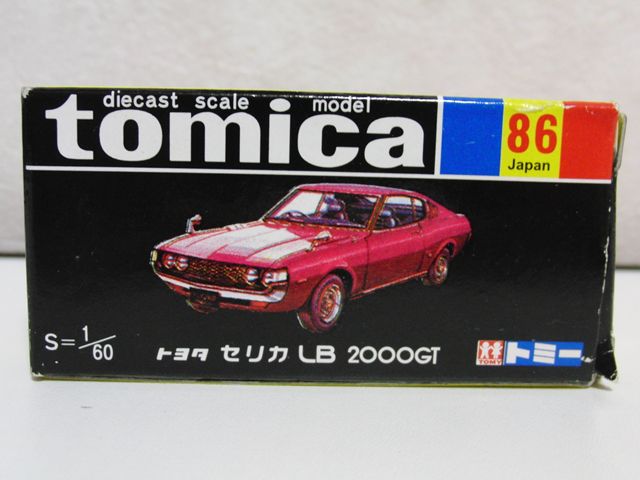 diecast scale model
tomica
86
Japan
S=1/60
トヨタ セリカ LB 2000GT
TOMY
トミー